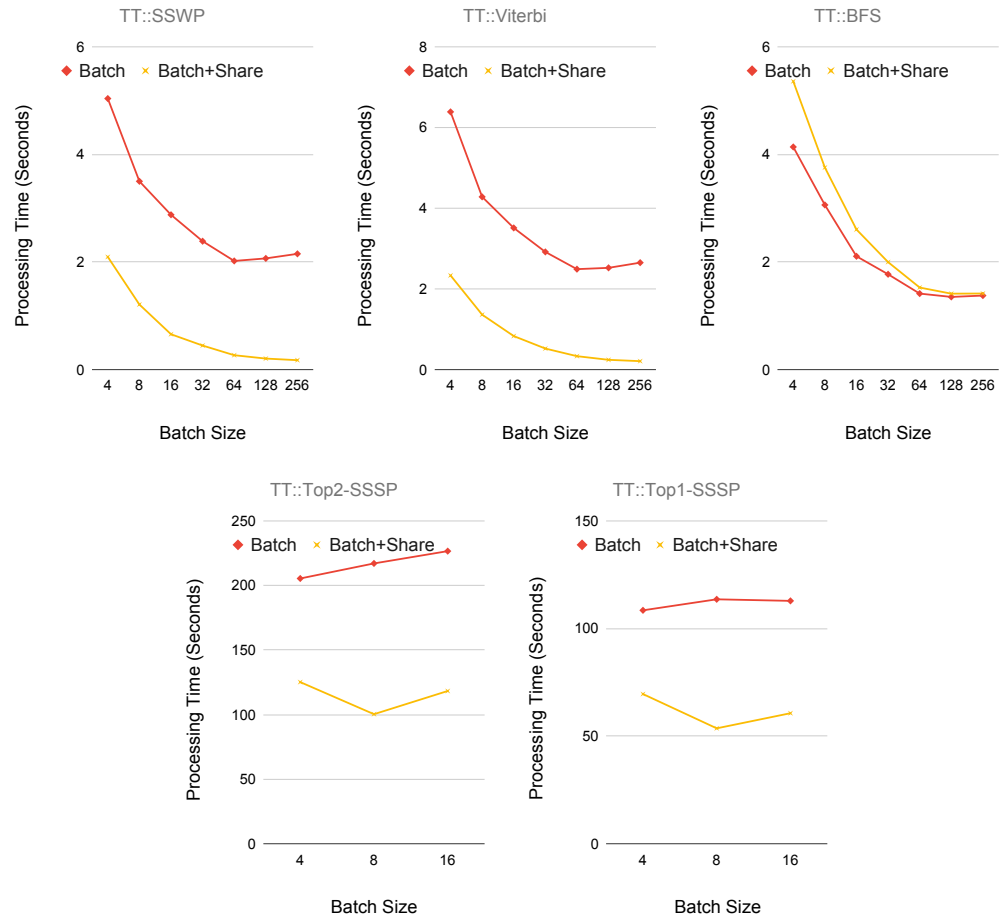 TT::SSWP
6
Batch Batch+Share
4
2
0
4 8 16 32 64 128 256
Processing Time (Seconds)
Batch Size
TT::Viterbi
8
Batch Batch+Share
6
4
2
0
4 8 16 32 64 128 256
Processing Time (Seconds)
Batch Size
TT::BFS
6
Batch Batch+Share
4
2
0
4 8 16 32 64 128 256
Processing Time (Seconds)
Batch Size
TT::Top2-SSSP
250
Batch Batch+Share
200
150
100
50
0
4 8 16
Processing Time (Seconds)
Batch Size
TT::Top1-SSSP
150
Batch Batch+Share
100
50
0
4 8 16
Processing Time (Seconds)
Batch Size